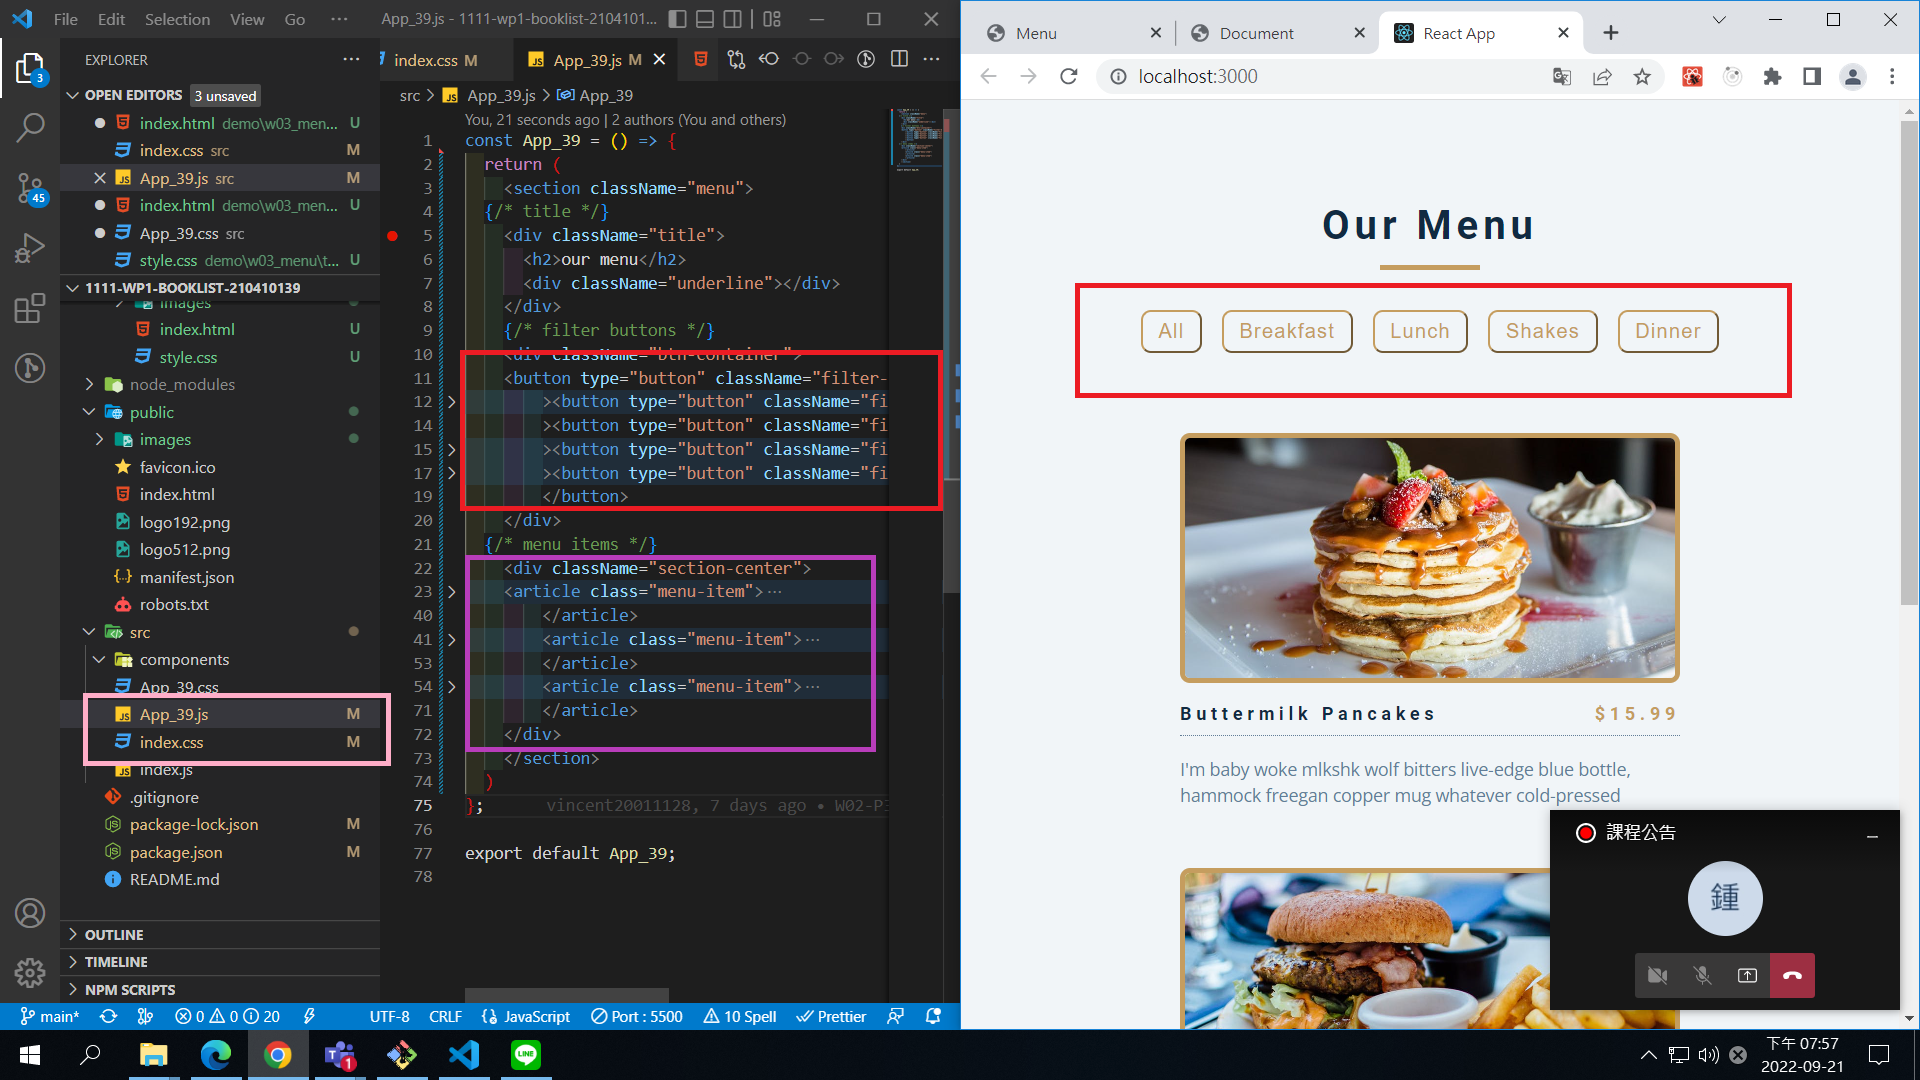 File Edit Selection View Go ··· App_39.js - 1111-wp1-booklist-2104101...
EXPLORER
OPEN EDITORS 3 unsaved
index.html demo\w03_men... U
index.css src M
App_39.js src M
index.html demo\w03_men... U
App_39.css src
style.css demo\w03_menu\t... U
1111-WP1-BOOKLIST-210410139
images
index.html U
style.css U
node_modules
public
images
favicon.ico
index.html
logo192.png
logo512.png
manifest.json
robots.txt
src
components
App_39.css
App_39.js M
index.css M
index.js
.gitignore
package-lock.json M
package.json M
README.md
OUTLINE
TIMELINE
NPM SCRIPTS
3
45
index.css M App_39.js M
src > App_39.js > App_39
You, 21 seconds ago | 2 authors (You and others)
1 const App_39 = () => {
2 return (
3 <section className="menu">
4 {/* title */}
5 <div className="title">
6 <h2>our menu</h2>
7 <div className="underline"></div>
8 </div>
9 {/* filter buttons */}
10 <div className="btn-container">
11 <button type="button" className="filter-
12 ><button type="button" className="fi
14 ><button type="button" className="fi
15 ><button type="button" className="fi
17 ><button type="button" className="fi
19 </button>
20 </div>
21 {/* menu items */}
22 <div className="section-center">
23 <article class="menu-item">···
40 </article>
41 <article class="menu-item">···
53 </article>
54 <article class="menu-item">···
71 </article>
72 </div>
73 </section>
74 )
75 }; vincent20011128, 7 days ago • W02-P
76
77 export default App_39;
78
main* 0 0 20 UTF-8 CRLF JavaScript Port : 5500 10 Spell Prettier
Menu Document React App
localhost:3000
Our Menu
All Breakfast Lunch Shakes Dinner
Buttermilk Pancakes $15.99
I'm baby woke mlkshk wolf bitters live-edge blue bottle,
hammock freegan copper mug whatever cold-pressed
課程公告
鍾
1
LINE
下午 07:57
2022-09-21